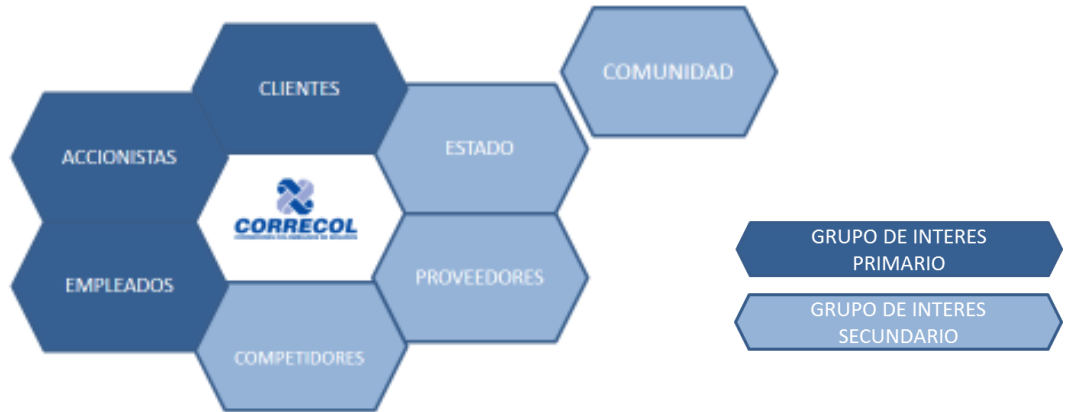 COMUNIDAD
CLIENTES
ESTADO
ACCIONISTAS
CORRECOL
GRUPO DE INTERES
PRIMARIO
EMPLEADOS
PROVEEDORES
GRUPO DE INTERES
SECUNDARIO
COMPETIDORES